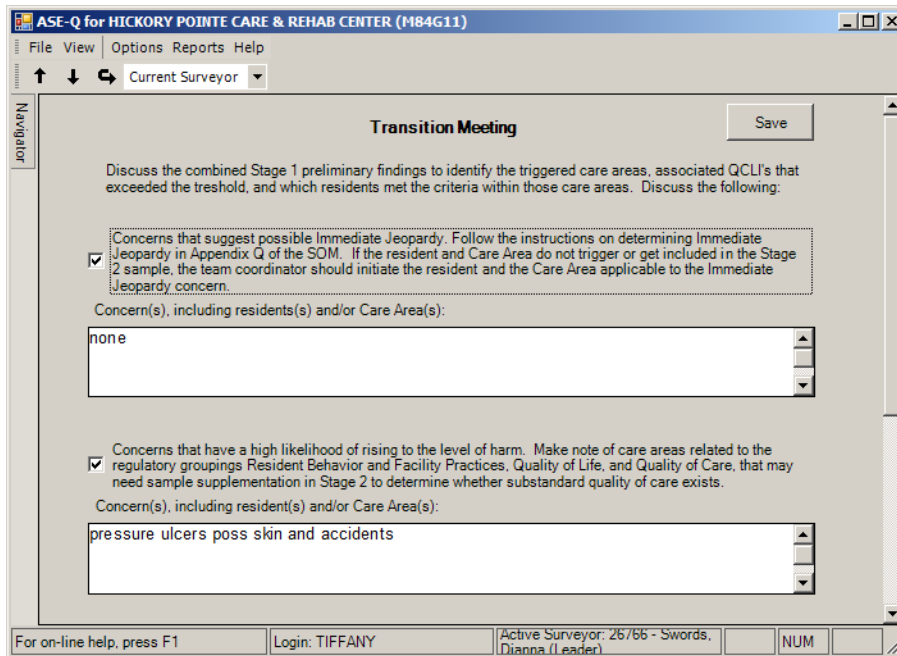 ASE-Q for HICKORY POINTE CARE & REHAB CENTER (M84G11)
File View Options Reports Help
Current Surveyor
Navigator
Transition Meeting
Save
Discuss the combined Stage 1 preliminary findings to identify the triggered care areas, associated QCLI's that
exceeded the treshold, and which residents met the criteria within those care areas. Discuss the following:
Concerns that suggest possible Immediate Jeopardy. Follow the instructions on determining Immediate
Jeopardy in Appendix Q of the SOM. If the resident and Care Area do not trigger or get included in the Stage
2 sample, the team coordinator should initiate the resident and the Care Area applicable to the Immediate
Jeopardy concern.
Concern(s), including residents(s) and/or Care Area(s):
none
Concerns that have a high likelihood of rising to the level of harm. Make note of care areas related to the
regulatory groupings Resident Behavior and Facility Practices, Quality of Life, and Quality of Care, that may
need sample supplementation in Stage 2 to determine whether substandard quality of care exists.
Concern(s), including resident(s) and/or Care Area(s):
pressure ulcers poss skin and accidents
For on-line help, press F1
Login: TIFFANY
Active Surveyor: 26766 - Swords,
Dianna (Leader)
NUM